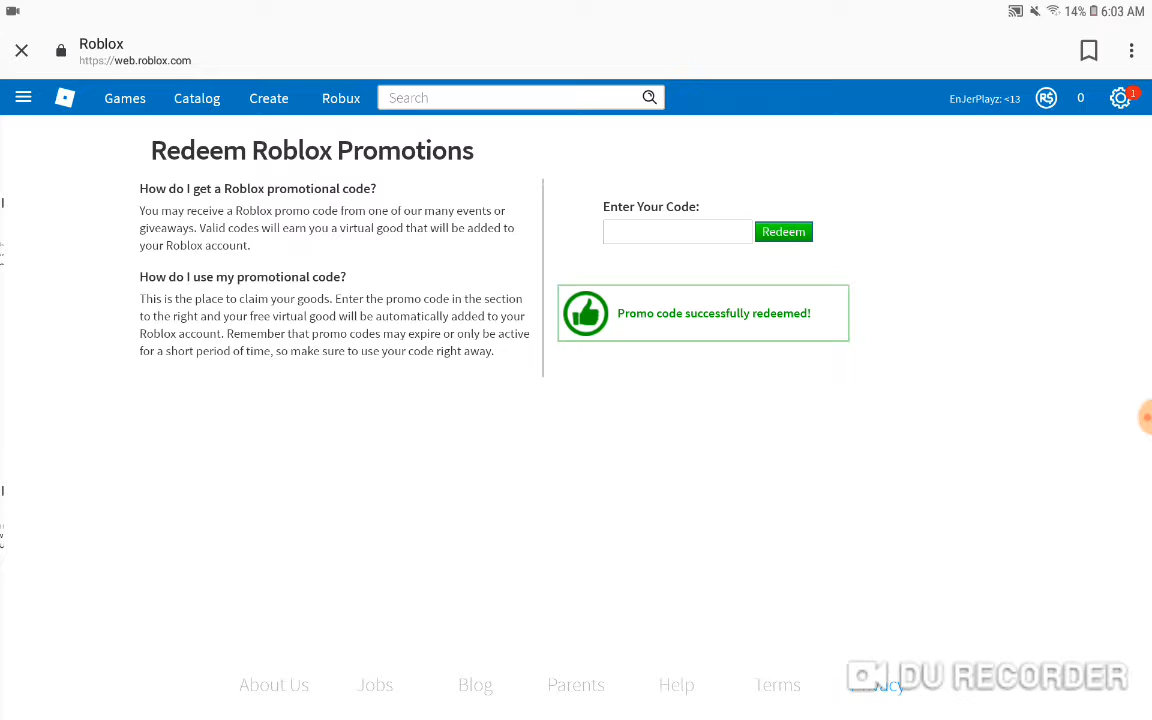 14% 6:03 AM
Roblox
https://web.roblox.com
Games Catalog Create Robux Search EnJerPlayz: <13 R$ 0 1
Redeem Roblox Promotions
How do I get a Roblox promotional code?
You may receive a Roblox promo code from one of our many events or
giveaways. Valid codes will earn you a virtual good that will be added to
your Roblox account.
How do I use my promotional code?
This is the place to claim your goods. Enter the promo code in the section
to the right and your free virtual good will be automatically added to your
Roblox account. Remember that promo codes may expire or only be active
for a short period of time, so make sure to use your code right away.
Enter Your Code:
Redeem
Promo code successfully redeemed!
About Us Jobs Blog Parents Help Terms Privacy
DU RECORDER